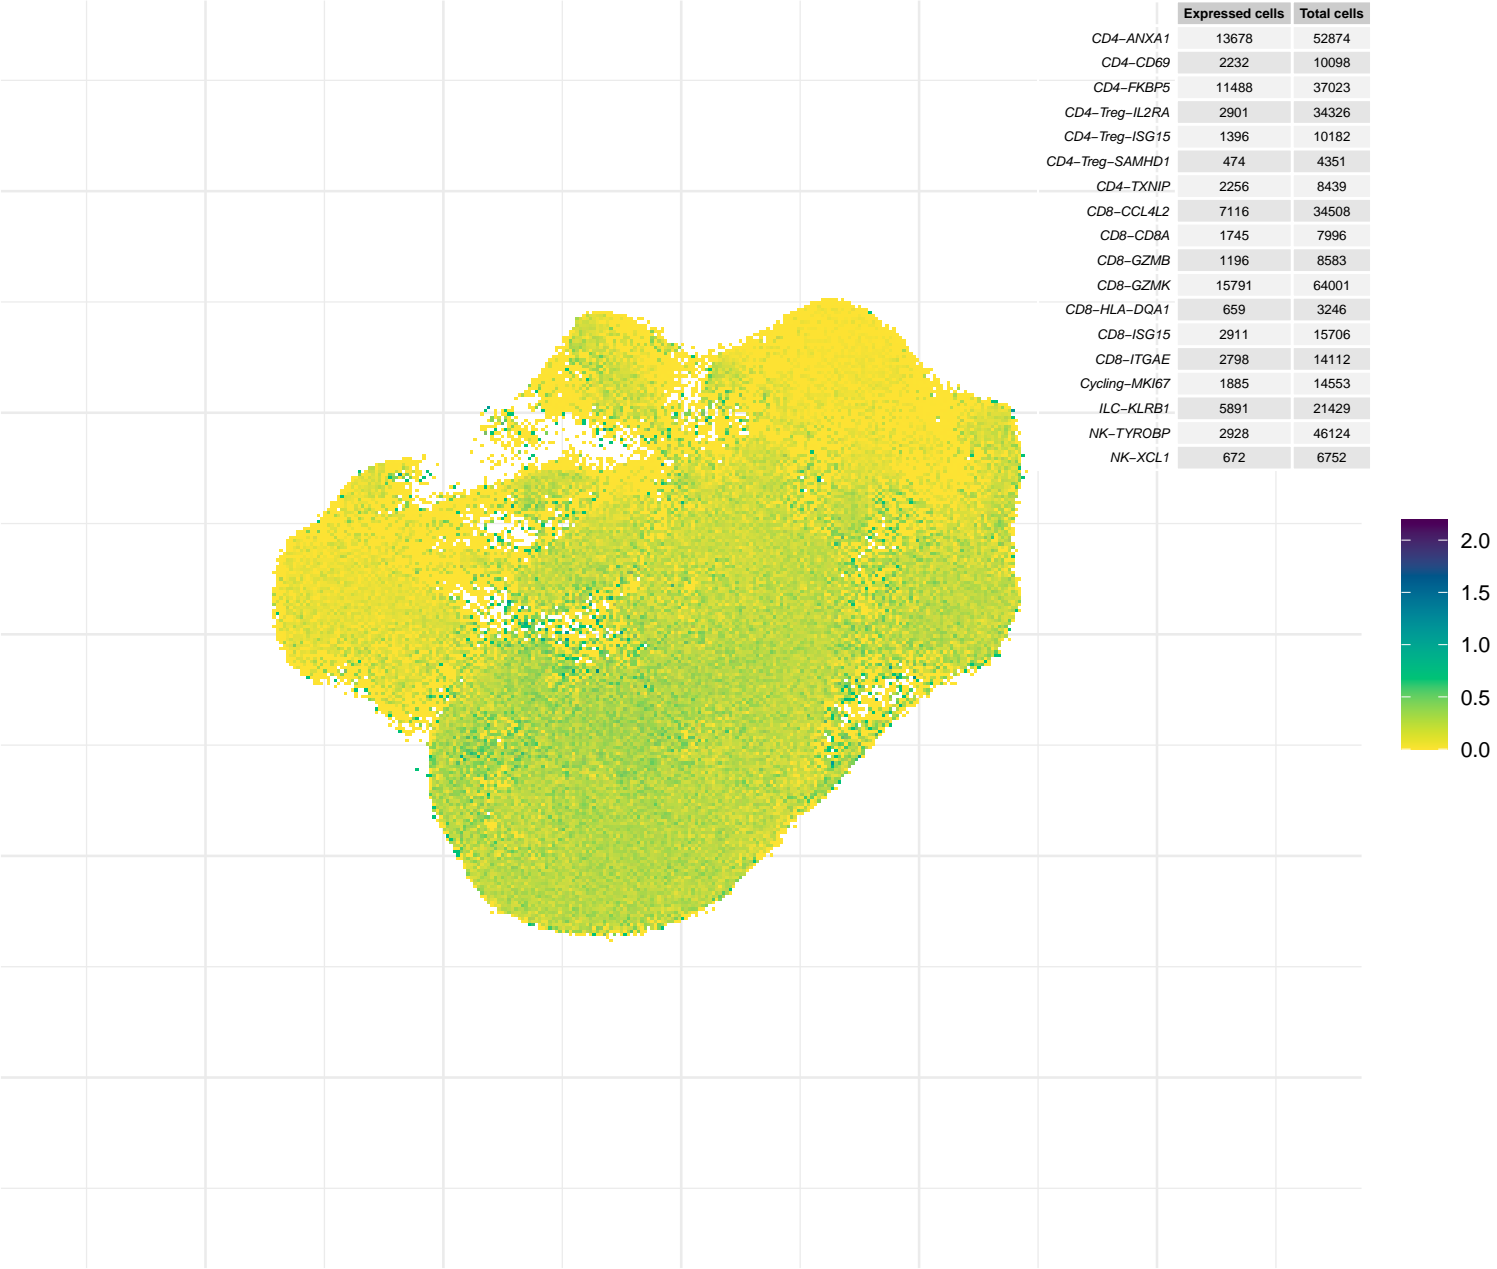 Expressed cells Total cells
CD4−ANXA1 13678 52874
CD4−CD69 2232 10098
CD4−FKBP5 11488 37023
CD4−Treg−IL2RA 2901 34326
CD4−Treg−ISG15 1396 10182
CD4−Treg−SAMHD1 474 4351
CD4−TXNIP 2256 8439
CD8−CCL4L2 7116 34508
CD8−CD8A 1745 7996
CD8−GZMB 1196 8583
CD8−GZMK 15791 64001
CD8−HLA−DQA1 659 3246
CD8−ISG15 2911 15706
CD8−ITGAE 2798 14112
Cycling−MKI67 1885 14553
ILC−KLRB1 5891 21429
NK−TYROBP 2928 46124
NK−XCL1 672 6752
2.0
1.5
1.0
0.5
0.0